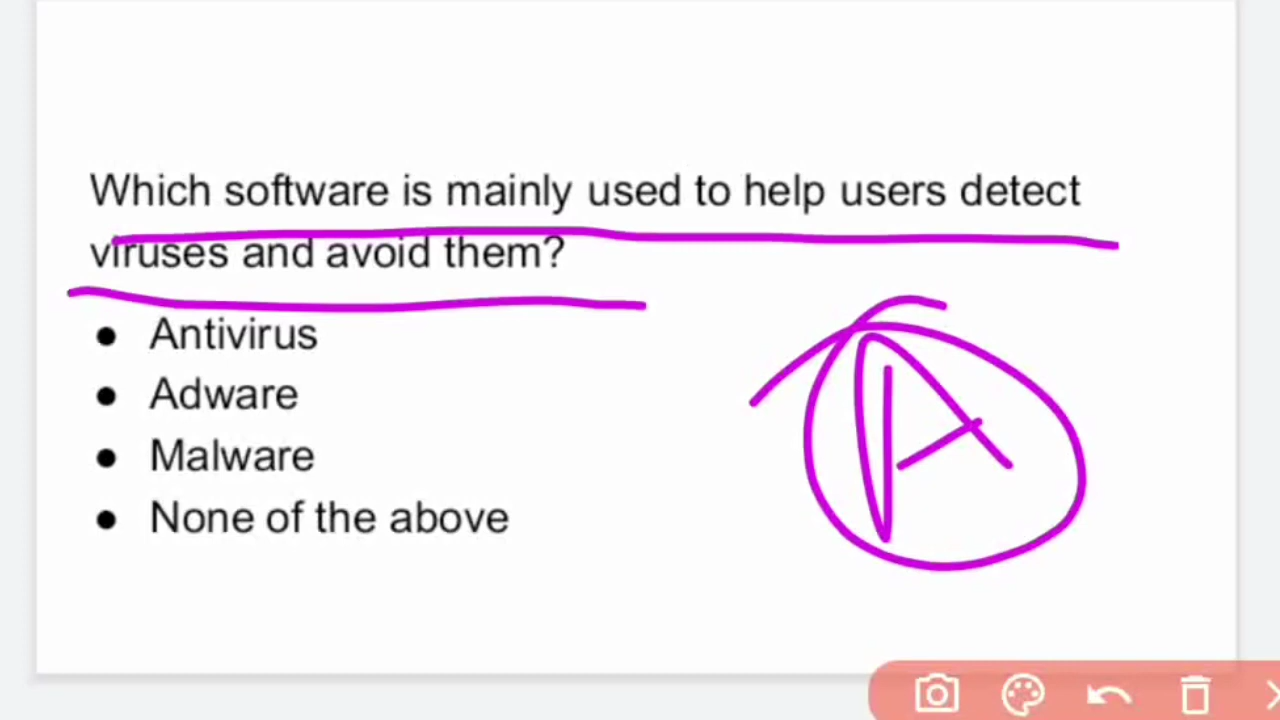 Which software is mainly used to help users detect
viruses and avoid them?
● Antivirus
● Adware
● Malware
● None of the above
A